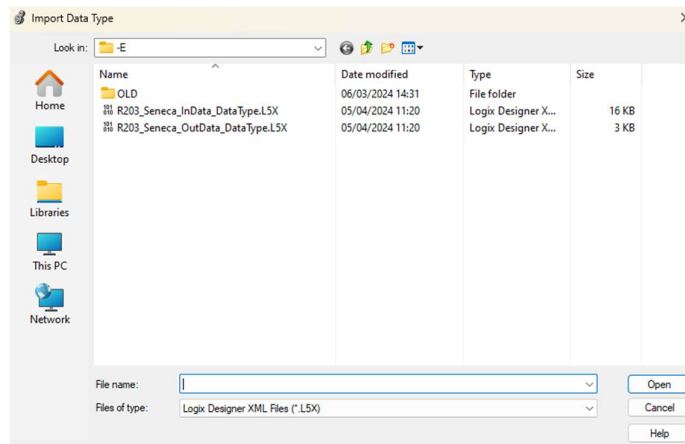 Import Data Type
Look in: -E
Name Date modified Type Size
OLD 06/03/2024 14:31 File folder
R203_Seneca_InData_DataType.L5X 05/04/2024 11:20 Logix Designer X... 16 KB
R203_Seneca_OutData_DataType.L5X 05/04/2024 11:20 Logix Designer X... 3 KB
Home
Desktop
Libraries
This PC
Network
File name: Open
Files of type: Logix Designer XML Files (*.L5X) Cancel
Help